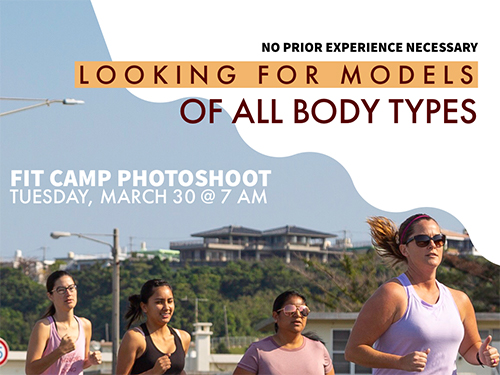 NO PRIOR EXPERIENCE NECESSARY
LOOKING FOR MODELS
OF ALL BODY TYPES
FIT CAMP PHOTOSHOOT
TUESDAY, MARCH 30 @ 7 AM